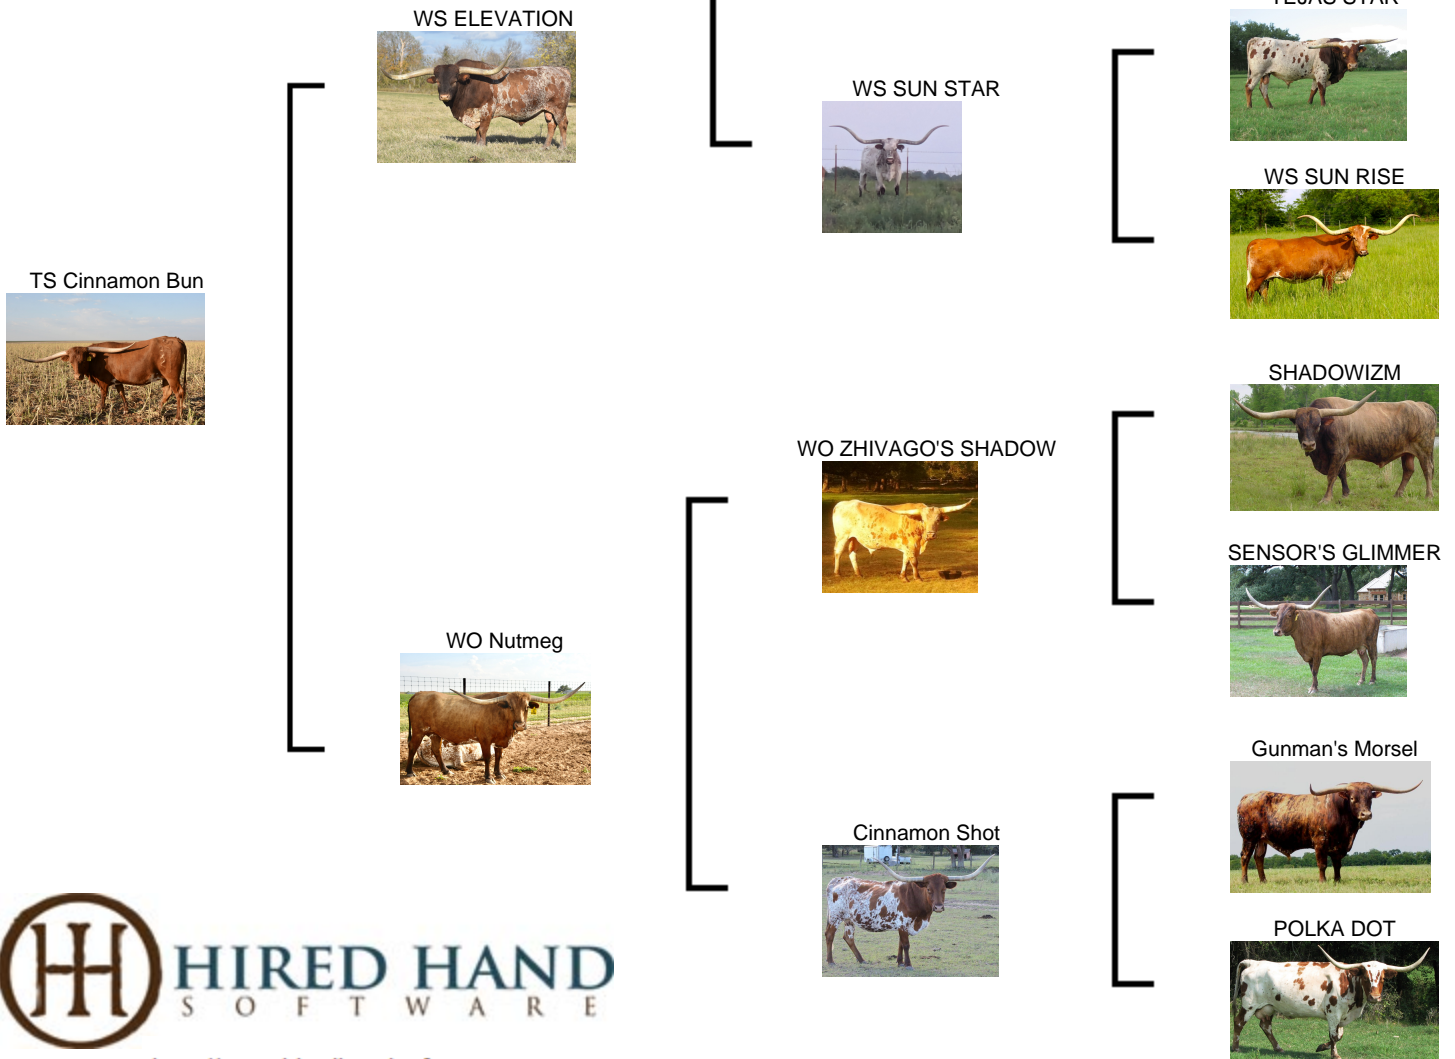 WS ELEVATION
WS SUN STAR
WS SUN RISE
TS Cinnamon Bun
SHADOWIZM
WO ZHIVAGO'S SHADOW
SENSOR'S GLIMMER
WO Nutmeg
Gunman's Morsel
Cinnamon Shot
POLKA DOT
HIRED HAND
SOFTWARE